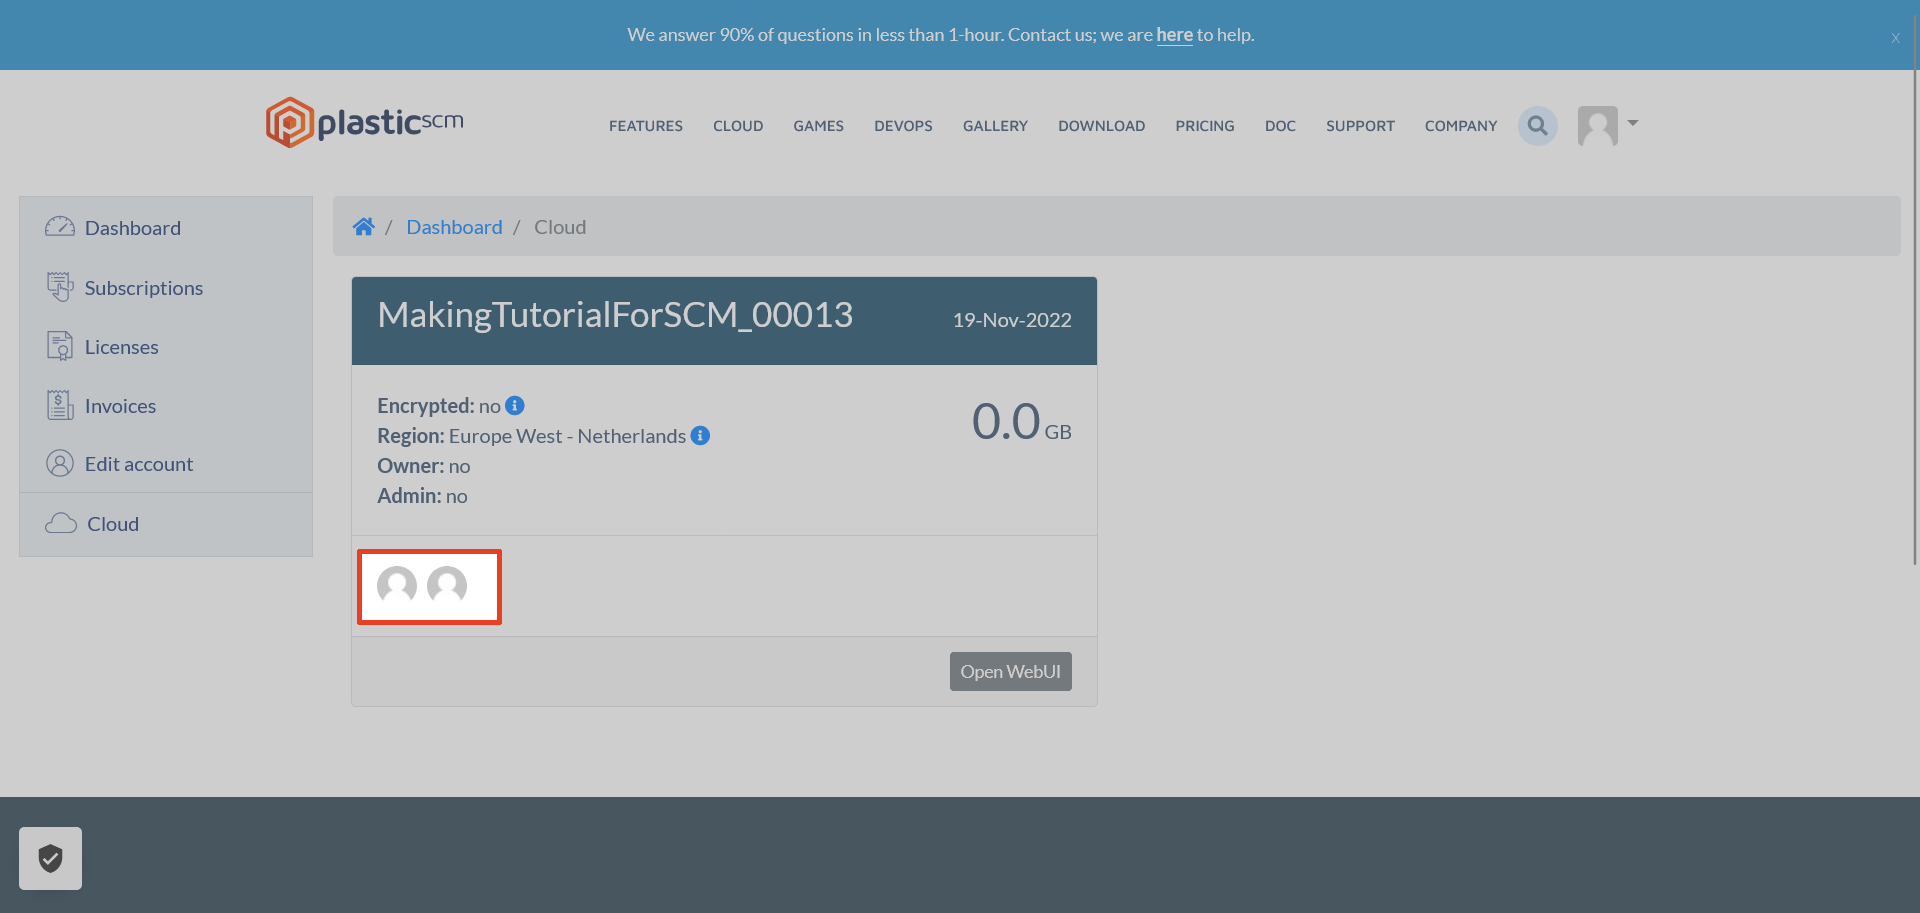 We answer 90% of questions in less than 1-hour. Contact us; we are here to help.
x
plasticscm
FEATURES CLOUD GAMES DEVOPS GALLERY DOWNLOAD PRICING DOC SUPPORT COMPANY
Dashboard
Subscriptions
Licenses
Invoices
Edit account
Cloud
/ Dashboard / Cloud
MakingTutorialForSCM_00013
19-Nov-2022
Encrypted: no
Region: Europe West - Netherlands
Owner: no
Admin: no
0.0 GB
Open WebUI